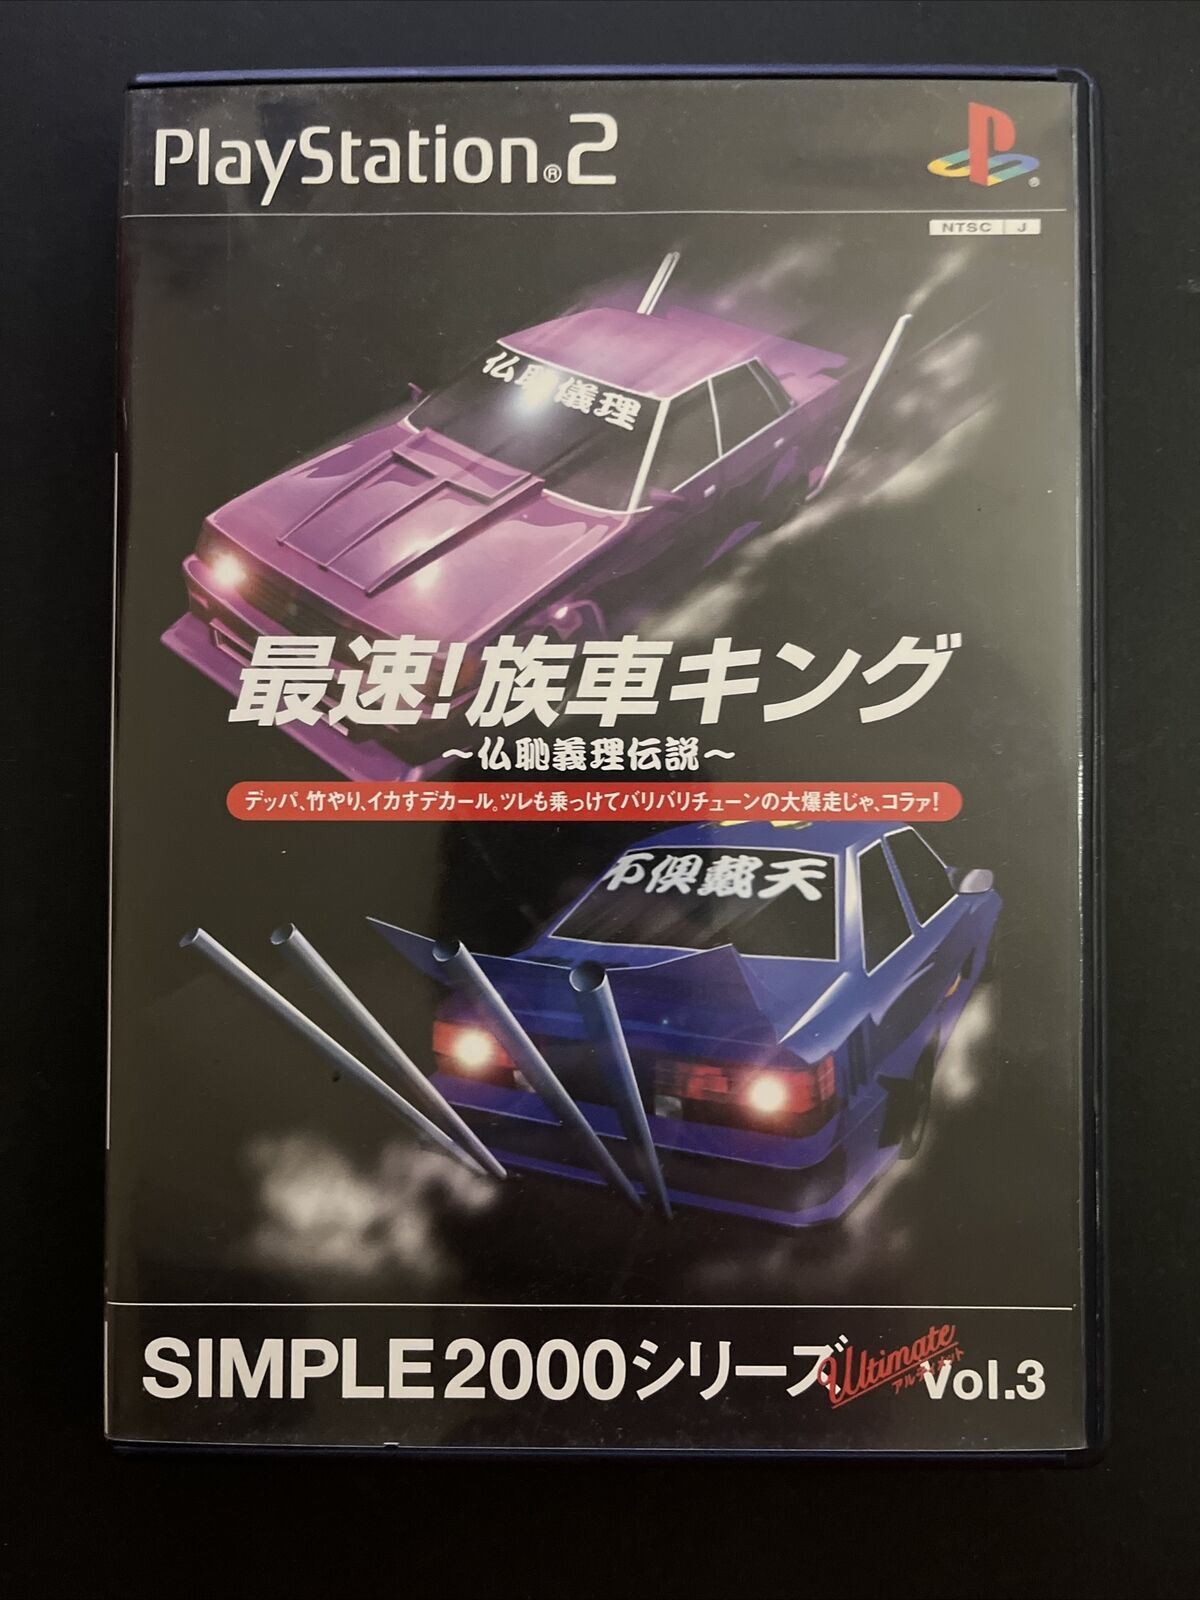 PlayStation®2
NTSC J
仏恥儀理
最速!族車キング
~仏恥義理伝説~
デッパ、竹やり、イカすデカール。ツレも乗っけてバリバリチューンの大爆走じゃ、コラァ!
不倶戴天
SIMPLE2000シリーズ Ultimate Vol.3
アルティメット